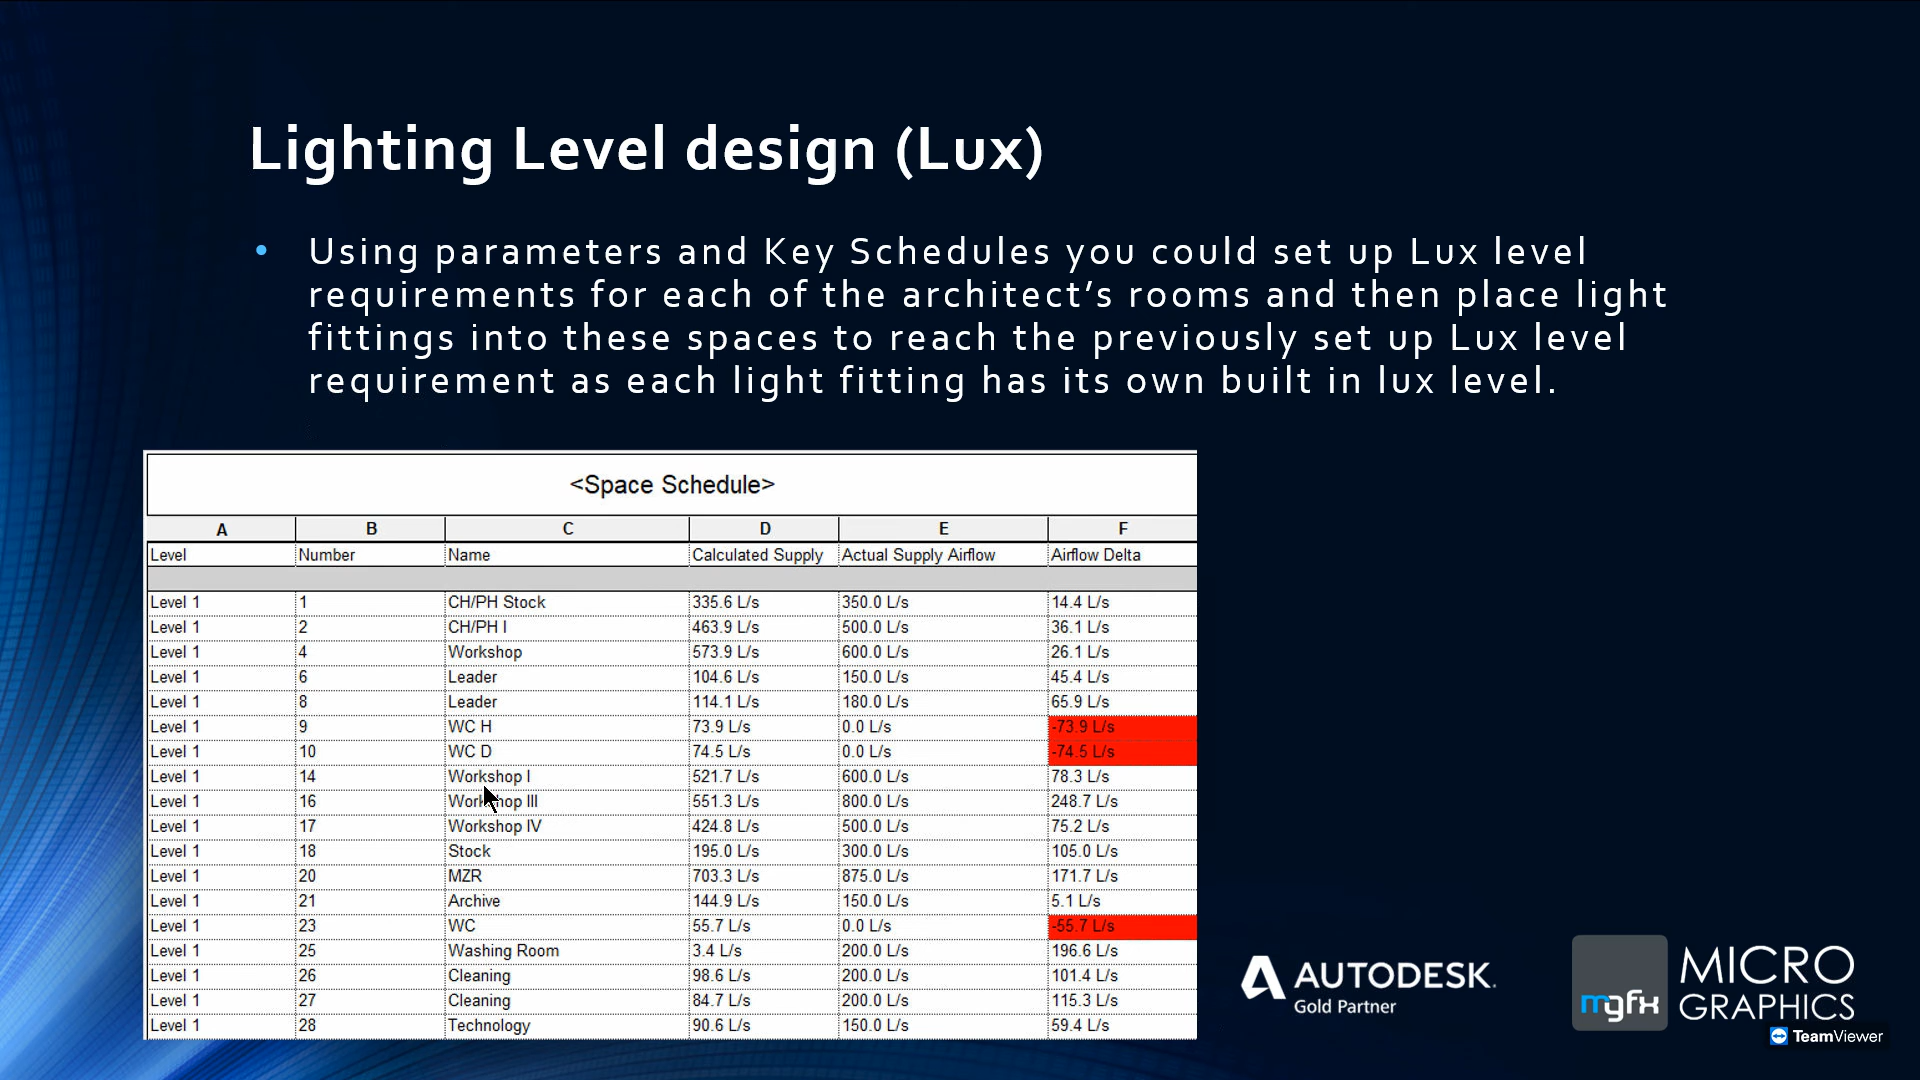 Lighting Level design (Lux)
• Using parameters and Key Schedules you could set up Lux level
requirements for each of the architect's rooms and then place light
fittings into these spaces to reach the previously set up Lux level
requirement as each light fitting has its own built in lux level.
<Space Schedule>
A B C D E F
Level Number Name Calculated Supply Actual Supply Airflow Airflow Delta
Level 1 1 CH/PH Stock 335.6 L/s 350.0 L/s 14.4 L/s
Level 1 2 CH/PH I 463.9 L/s 500.0 L/s 36.1 L/s
Level 1 4 Workshop 573.9 L/s 600.0 L/s 26.1 L/s
Level 1 6 Leader 104.6 L/s 150.0 L/s 45.4 L/s
Level 1 8 Leader 114.1 L/s 180.0 L/s 65.9 L/s
Level 1 9 WC H 73.9 L/s 0.0 L/s -73.9 L/s
Level 1 10 WC D 74.5 L/s 0.0 L/s -74.5 L/s
Level 1 14 Workshop I 521.7 L/s 600.0 L/s 78.3 L/s
Level 1 16 Workshop III 551.3 L/s 800.0 L/s 248.7 L/s
Level 1 17 Workshop IV 424.8 L/s 500.0 L/s 75.2 L/s
Level 1 18 Stock 195.0 L/s 300.0 L/s 105.0 L/s
Level 1 20 MZR 703.3 L/s 875.0 L/s 171.7 L/s
Level 1 21 Archive 144.9 L/s 150.0 L/s 5.1 L/s
Level 1 23 WC 55.7 L/s 0.0 L/s -55.7 L/s
Level 1 25 Washing Room 3.4 L/s 200.0 L/s 196.6 L/s
Level 1 26 Cleaning 98.6 L/s 200.0 L/s 101.4 L/s
Level 1 27 Cleaning 84.7 L/s 200.0 L/s 115.3 L/s
Level 1 28 Technology 90.6 L/s 150.0 L/s 59.4 L/s
AUTODESK.
Gold Partner
mgfx
MICRO
GRAPHICS
TeamViewer